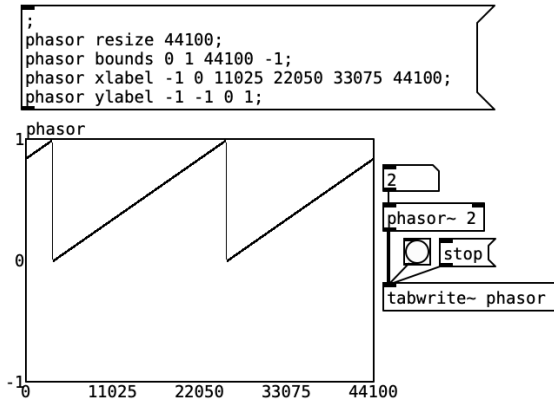 ;
phasor resize 44100;
phasor bounds 0 1 44100 -1;
phasor xlabel -1 0 11025 22050 33075 44100;
phasor ylabel -1 -1 0 1;
phasor
1
0
-1
0 11025 22050 33075 44100
2
phasor~ 2
stop
tabwrite~ phasor